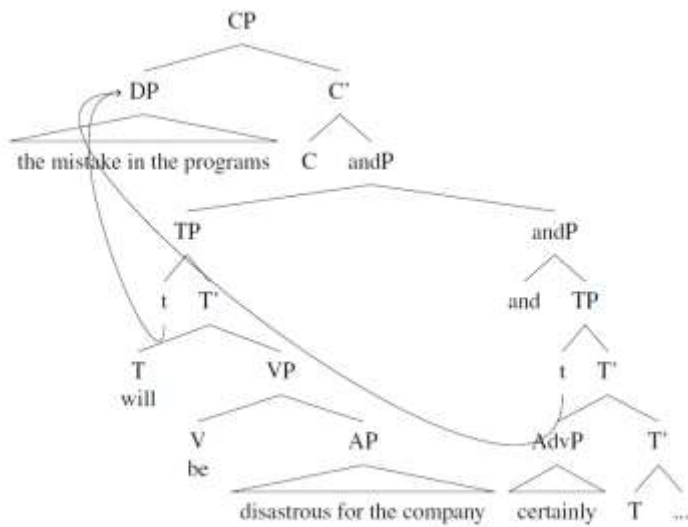 CP
DP C'
the mistake in the programs C andP
TP andP
t T' and TP
T VP t T'
will
V AP AdvP T'
be
disastrous for the company certainly T ...